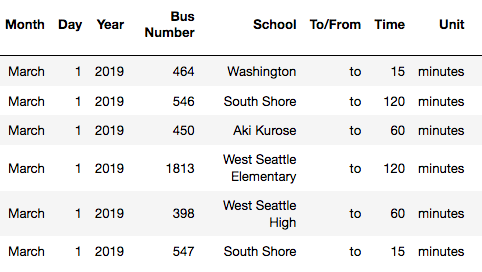 Month Day Year Bus Number School To/From Time Unit
March 1 2019 464 Washington to 15 minutes
March 1 2019 546 South Shore to 120 minutes
March 1 2019 450 Aki Kurose to 60 minutes
March 1 2019 1813 West Seattle Elementary to 120 minutes
March 1 2019 398 West Seattle High to 60 minutes
March 1 2019 547 South Shore to 15 minutes